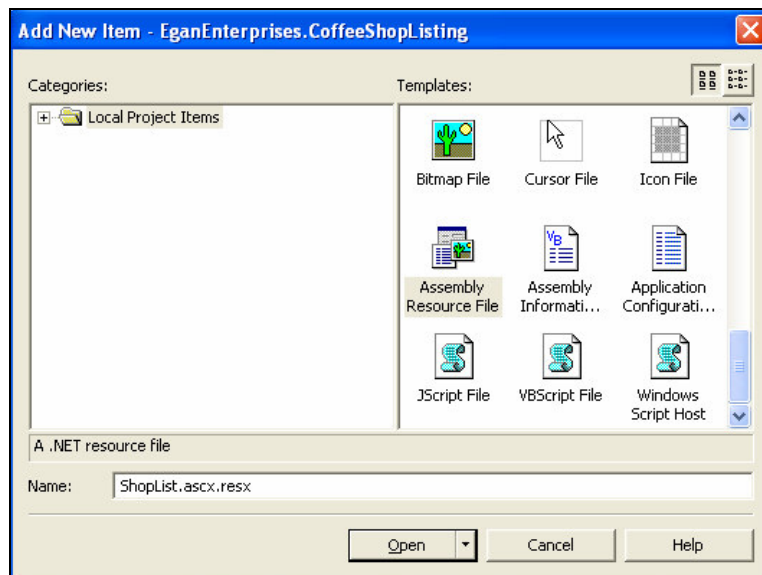 Add New Item - EganEnterprises.CoffeeShopListing
Categories:
Templates:
Local Project Items
Bitmap File
Cursor File
Icon File
Assembly
Resource File
Assembly
Informati...
Application
Configurati...
JScript File
VBScript File
Windows
Script Host
A .NET resource file
Name:
ShopList.ascx.resx
Open
Cancel
Help